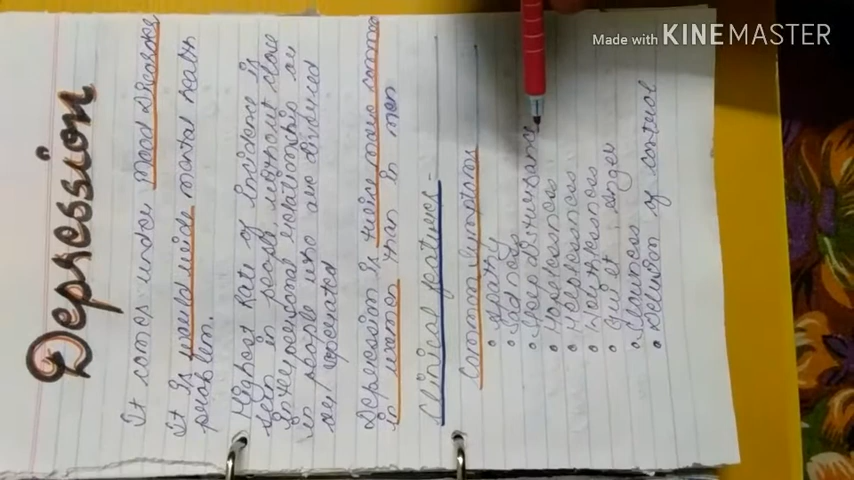 Made with KINEMASTER
Depression
It comes under Mood Disorder
It is world wide mental health
problem.
Highest Rate of Incidence is
seen in people without close
interpersonal relationship or
in people who are divorced
or seperated
Depression is twice more common
in women than in men
Clinical features -
Common Symptoms
• Apathy
• Sadness
• Sleep disturbance
• Hopelessness
• Helplessness
• Worthlessness
• Guilt, anger
•
• Delusion of control